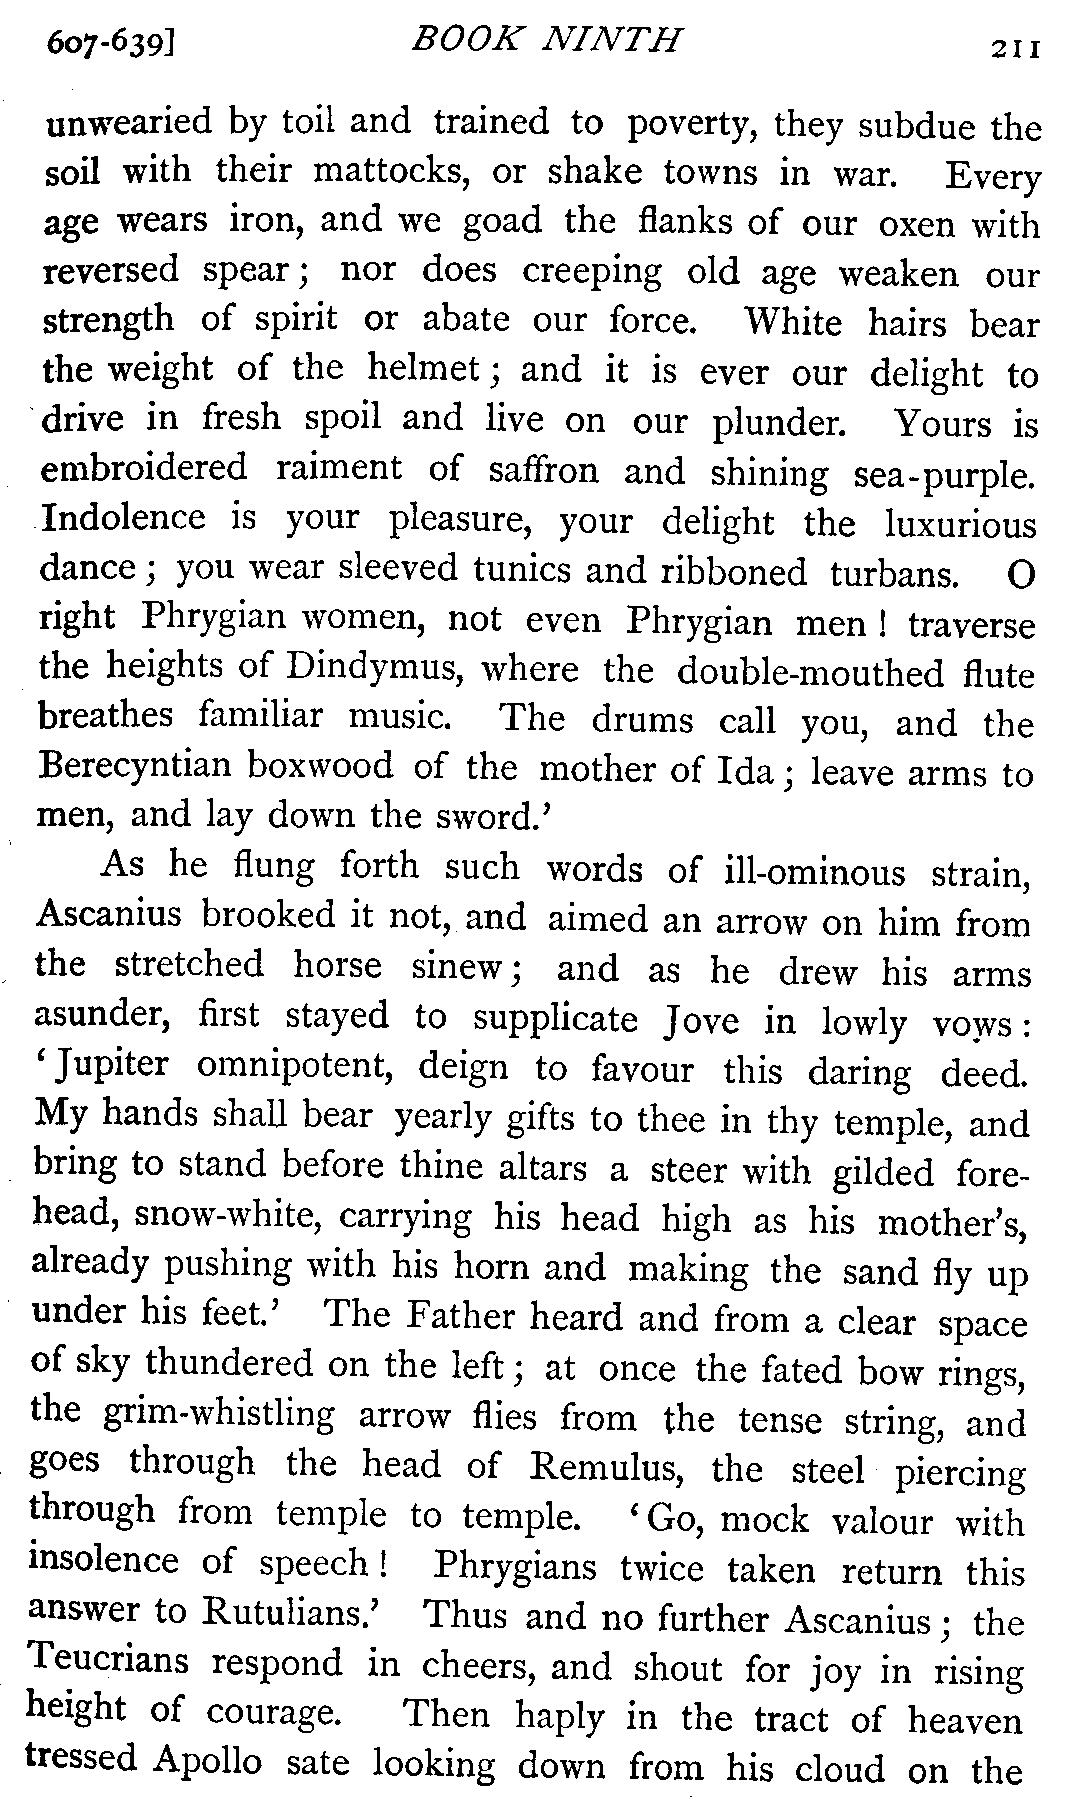 607-639] BOOK NINTH 211
unwearied by toil and trained to poverty, they subdue the
soil with their mattocks, or shake towns in war. Every
age wears iron, and we goad the flanks of our oxen with
reversed spear ; nor does creeping old age weaken our
strength of spirit or abate our force. White hairs bear
the weight of the helmet ; and it is ever our delight to
drive in fresh spoil and live on our plunder. Yours is
embroidered raiment of saffron and shining sea-purple.
Indolence is your pleasure, your delight the luxurious
dance ; you wear sleeved tunics and ribboned turbans. O
right Phrygian women, not even Phrygian men ! traverse
the heights of Dindymus, where the double-mouthed flute
breathes familiar music. The drums call you, and the
Berecyntian boxwood of the mother of Ida ; leave arms to
men, and lay down the sword.’
As he flung forth such words of ill-ominous strain,
Ascanius brooked it not, and aimed an arrow on him from
the stretched horse sinew ; and as he drew his arms
asunder, first stayed to supplicate Jove in lowly vows :
‘Jupiter omnipotent, deign to favour this daring deed.
My hands shall bear yearly gifts to thee in thy temple, and
bring to stand before thine altars a steer with gilded fore-
head, snow-white, carrying his head high as his mother’s,
already pushing with his horn and making the sand fly up
under his feet.’ The Father heard and from a clear space
of sky thundered on the left ; at once the fated bow rings,
the grim-whistling arrow flies from the tense string, and
goes through the head of Remulus, the steel piercing
through from temple to temple. ‘Go, mock valour with
insolence of speech ! Phrygians twice taken return this
answer to Rutulians.’ Thus and no further Ascanius ; the
Teucrians respond in cheers, and shout for joy in rising
height of courage. Then haply in the tract of heaven
tressed Apollo sate looking down from his cloud on the